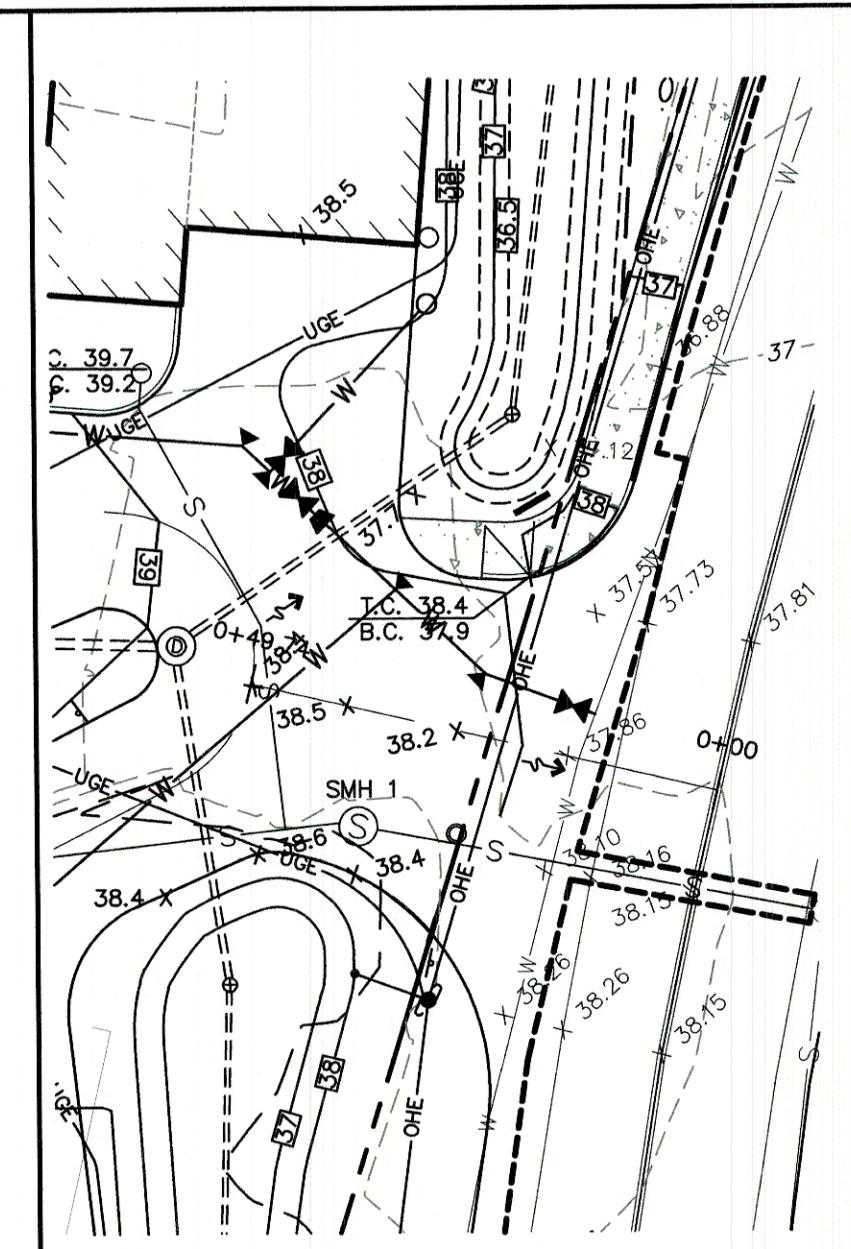 37
38
UGE
36.5
38.5
OHE
37
W
36.88
37
UGE
W
C. 39.7
C. 39.2
W
UGE
38
OHE
.12
38
S
37.1
39
W
37.5
37.73
37.81
T.C. 38.4
B.C. 37.9
D
0+49
W
S
OHE
38.5
38.2
37.86
0+00
UGE
W
SMH 1
S
W
S
38.6
UGE
38.4
S
38.10
38.16
S
38.4
OHE
38.15
W
38.26
38.26
38.15
S
38
37
UGE
OHE
W